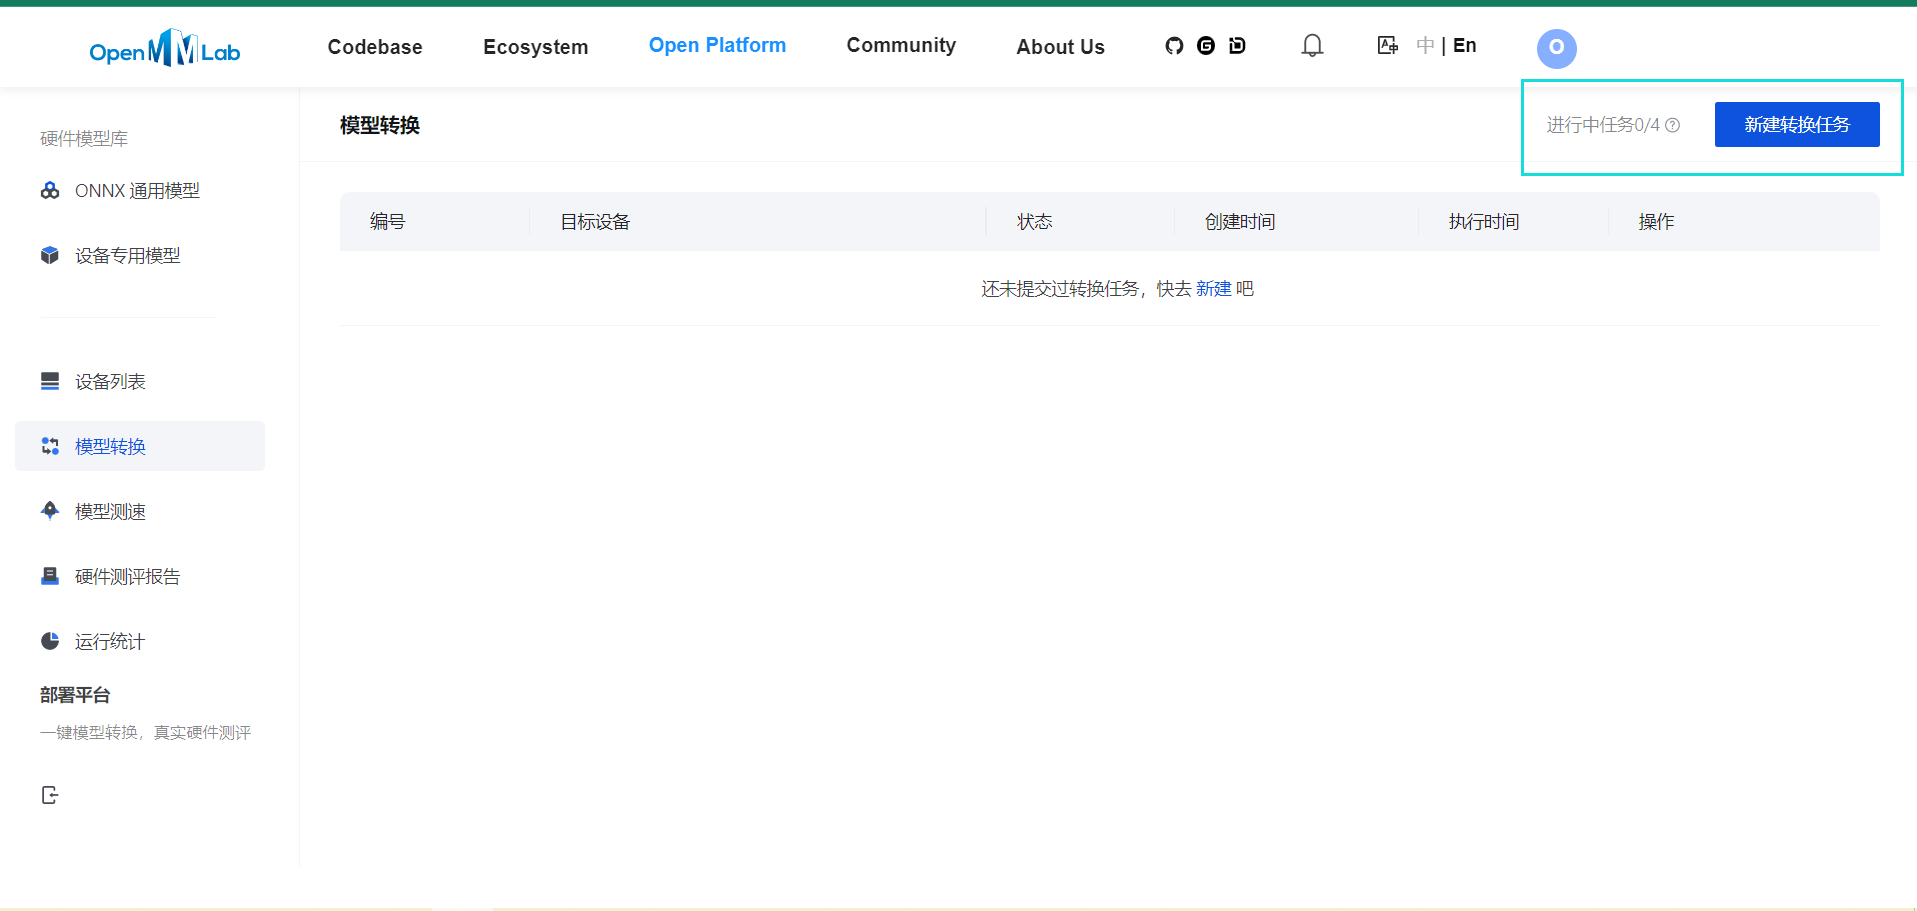 OpenMMLab Codebase Ecosystem Open Platform Community About Us 中 | En O
硬件模型库
ONNX 通用模型
设备专用模型
设备列表
模型转换
模型测速
硬件测评报告
运行统计
部署平台
一键模型转换，真实硬件测评
模型转换
进行中任务0/4 新建转换任务
编号 目标设备 状态 创建时间 执行时间 操作
还未提交过转换任务，快去 新建 吧